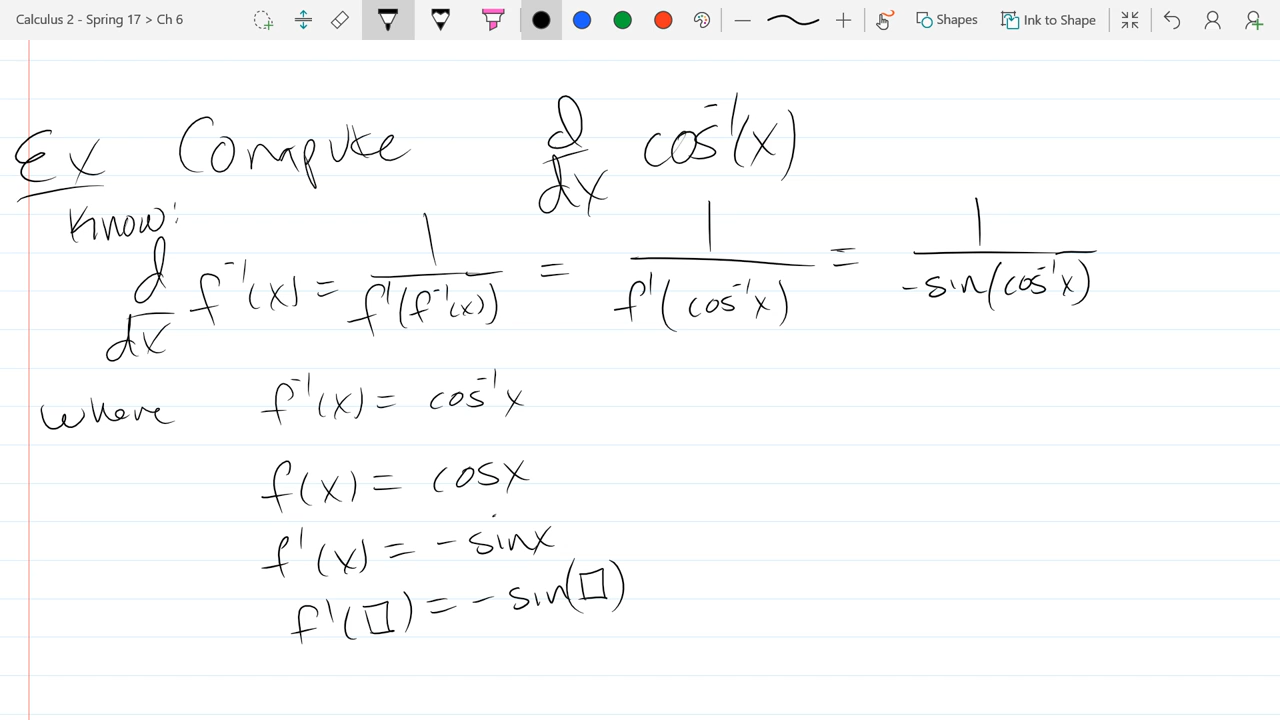 Calculus 2 - Spring 17 > Ch 6
Shapes
Ink to Shape
Ex Compute d/dx cos⁻¹(x)
Know:
d/dx f⁻¹(x) = 1/f'(f⁻¹(x)) = 1/f'(cos⁻¹x) = 1/-sin(cos⁻¹x)
where f⁻¹(x) = cos⁻¹x
f(x) = cosx
f'(x) = -sinx
f'(□) = -sin(□)